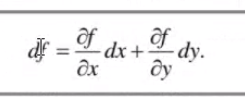 df = ∂f/∂x dx + ∂f/∂y dy.